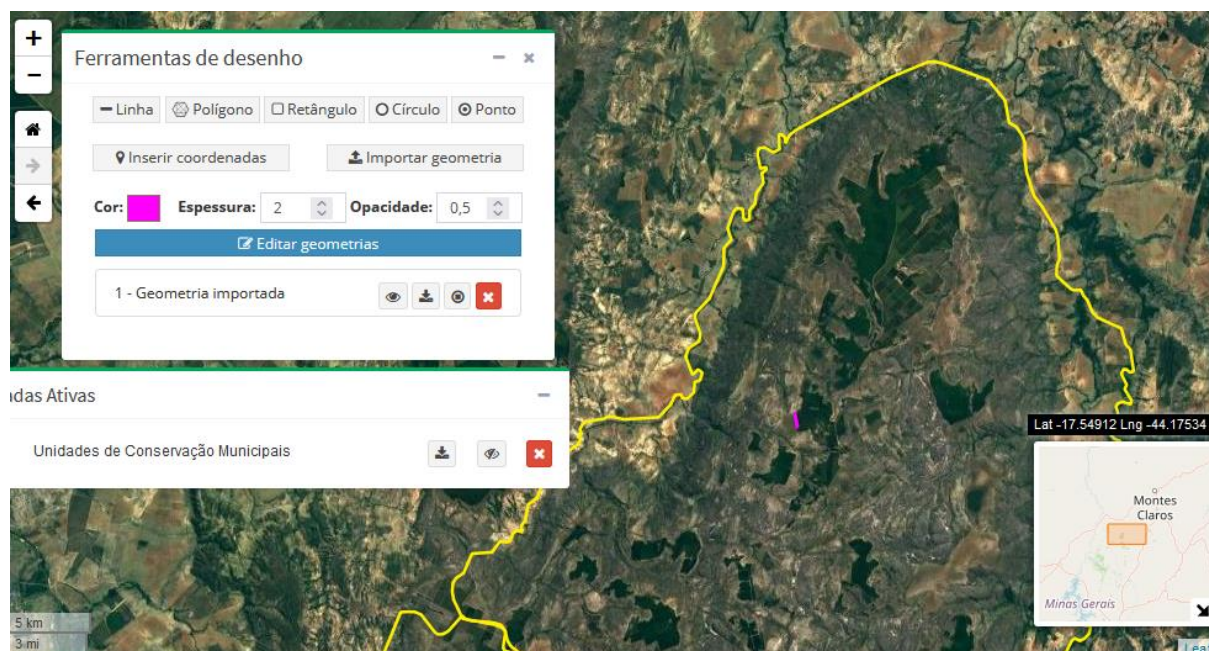 +
−
Ferramentas de desenho
Linha Polígono Retângulo Círculo Ponto
Inserir coordenadas Importar geometria
Cor: Espessura: 2 Opacidade: 0,5
Editar geometrias
1 - Geometria importada
das Ativas
Unidades de Conservação Municipais
Lat -17.54912 Lng -44.17534
Montes
Claros
Minas Gerais
5 km
3 mi
Lea